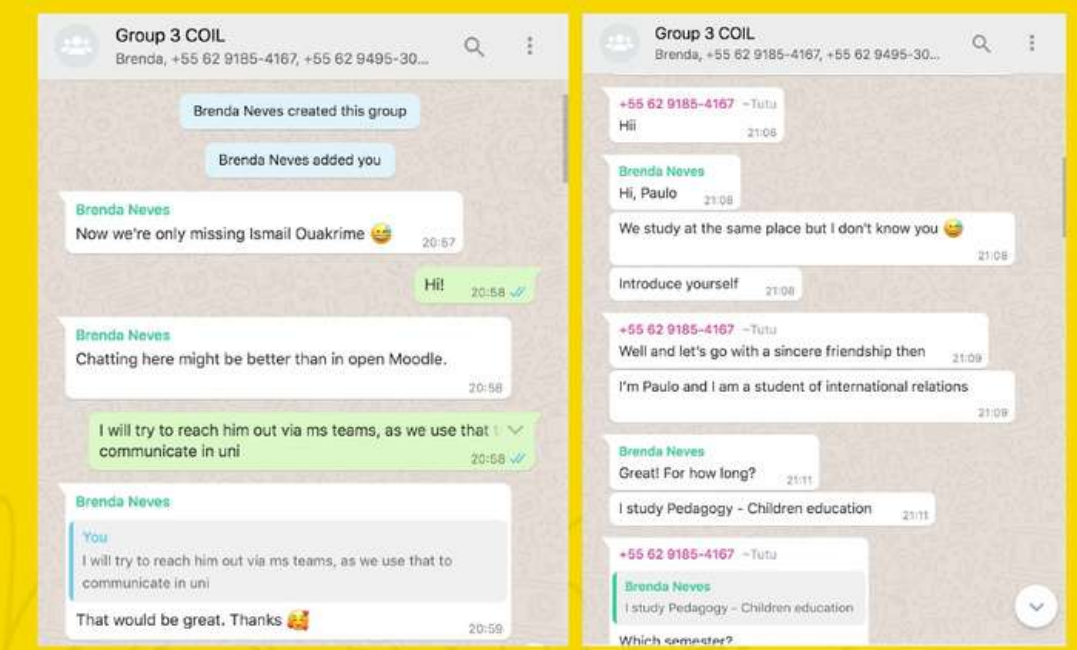 Group 3 COIL
Brenda, +55 62 9185-4167, +55 62 9495-30...
Brenda Neves created this group
Brenda Neves added you
Brenda Neves
Now we're only missing Ismail Ouakrime 😅
20:57
Hi!
20:58
Brenda Neves
Chatting here might be better than in open Moodle.
20:58
I will try to reach him out via ms teams, as we use that
communicate in uni
20:58
Brenda Neves
You
I will try to reach him out via ms teams, as we use that to
communicate in uni
That would be great. Thanks 🥰
20:59
Group 3 COIL
Brenda, +55 62 9185-4167, +55 62 9495-30...
+55 62 9185-4167 ~Tutu
Hii
21:08
Brenda Neves
Hi, Paulo
21:08
We study at the same place but I don't know you 😅
21:08
Introduce yourself
21:08
+55 62 9185-4167 ~Tutu
Well and let's go with a sincere friendship then
21:09
I'm Paulo and I am a student of international relations
21:09
Brenda Neves
Great! For how long?
21:11
I study Pedagogy - Children education
21:11
+55 62 9185-4167 ~Tutu
Brenda Neves
I study Pedagogy - Children education
Which semester?